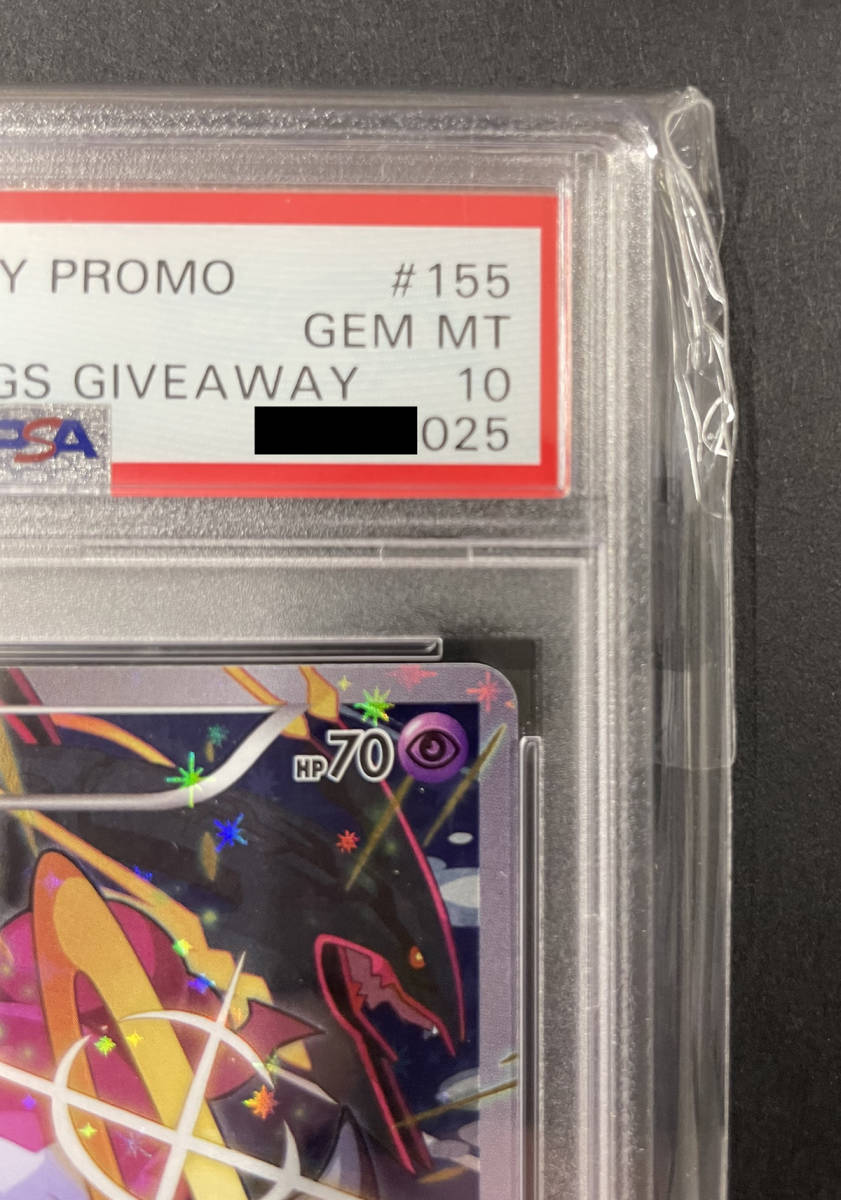 Y PROMO #155
GEM MT
GS GIVEAWAY 10
PSA 025
HP70